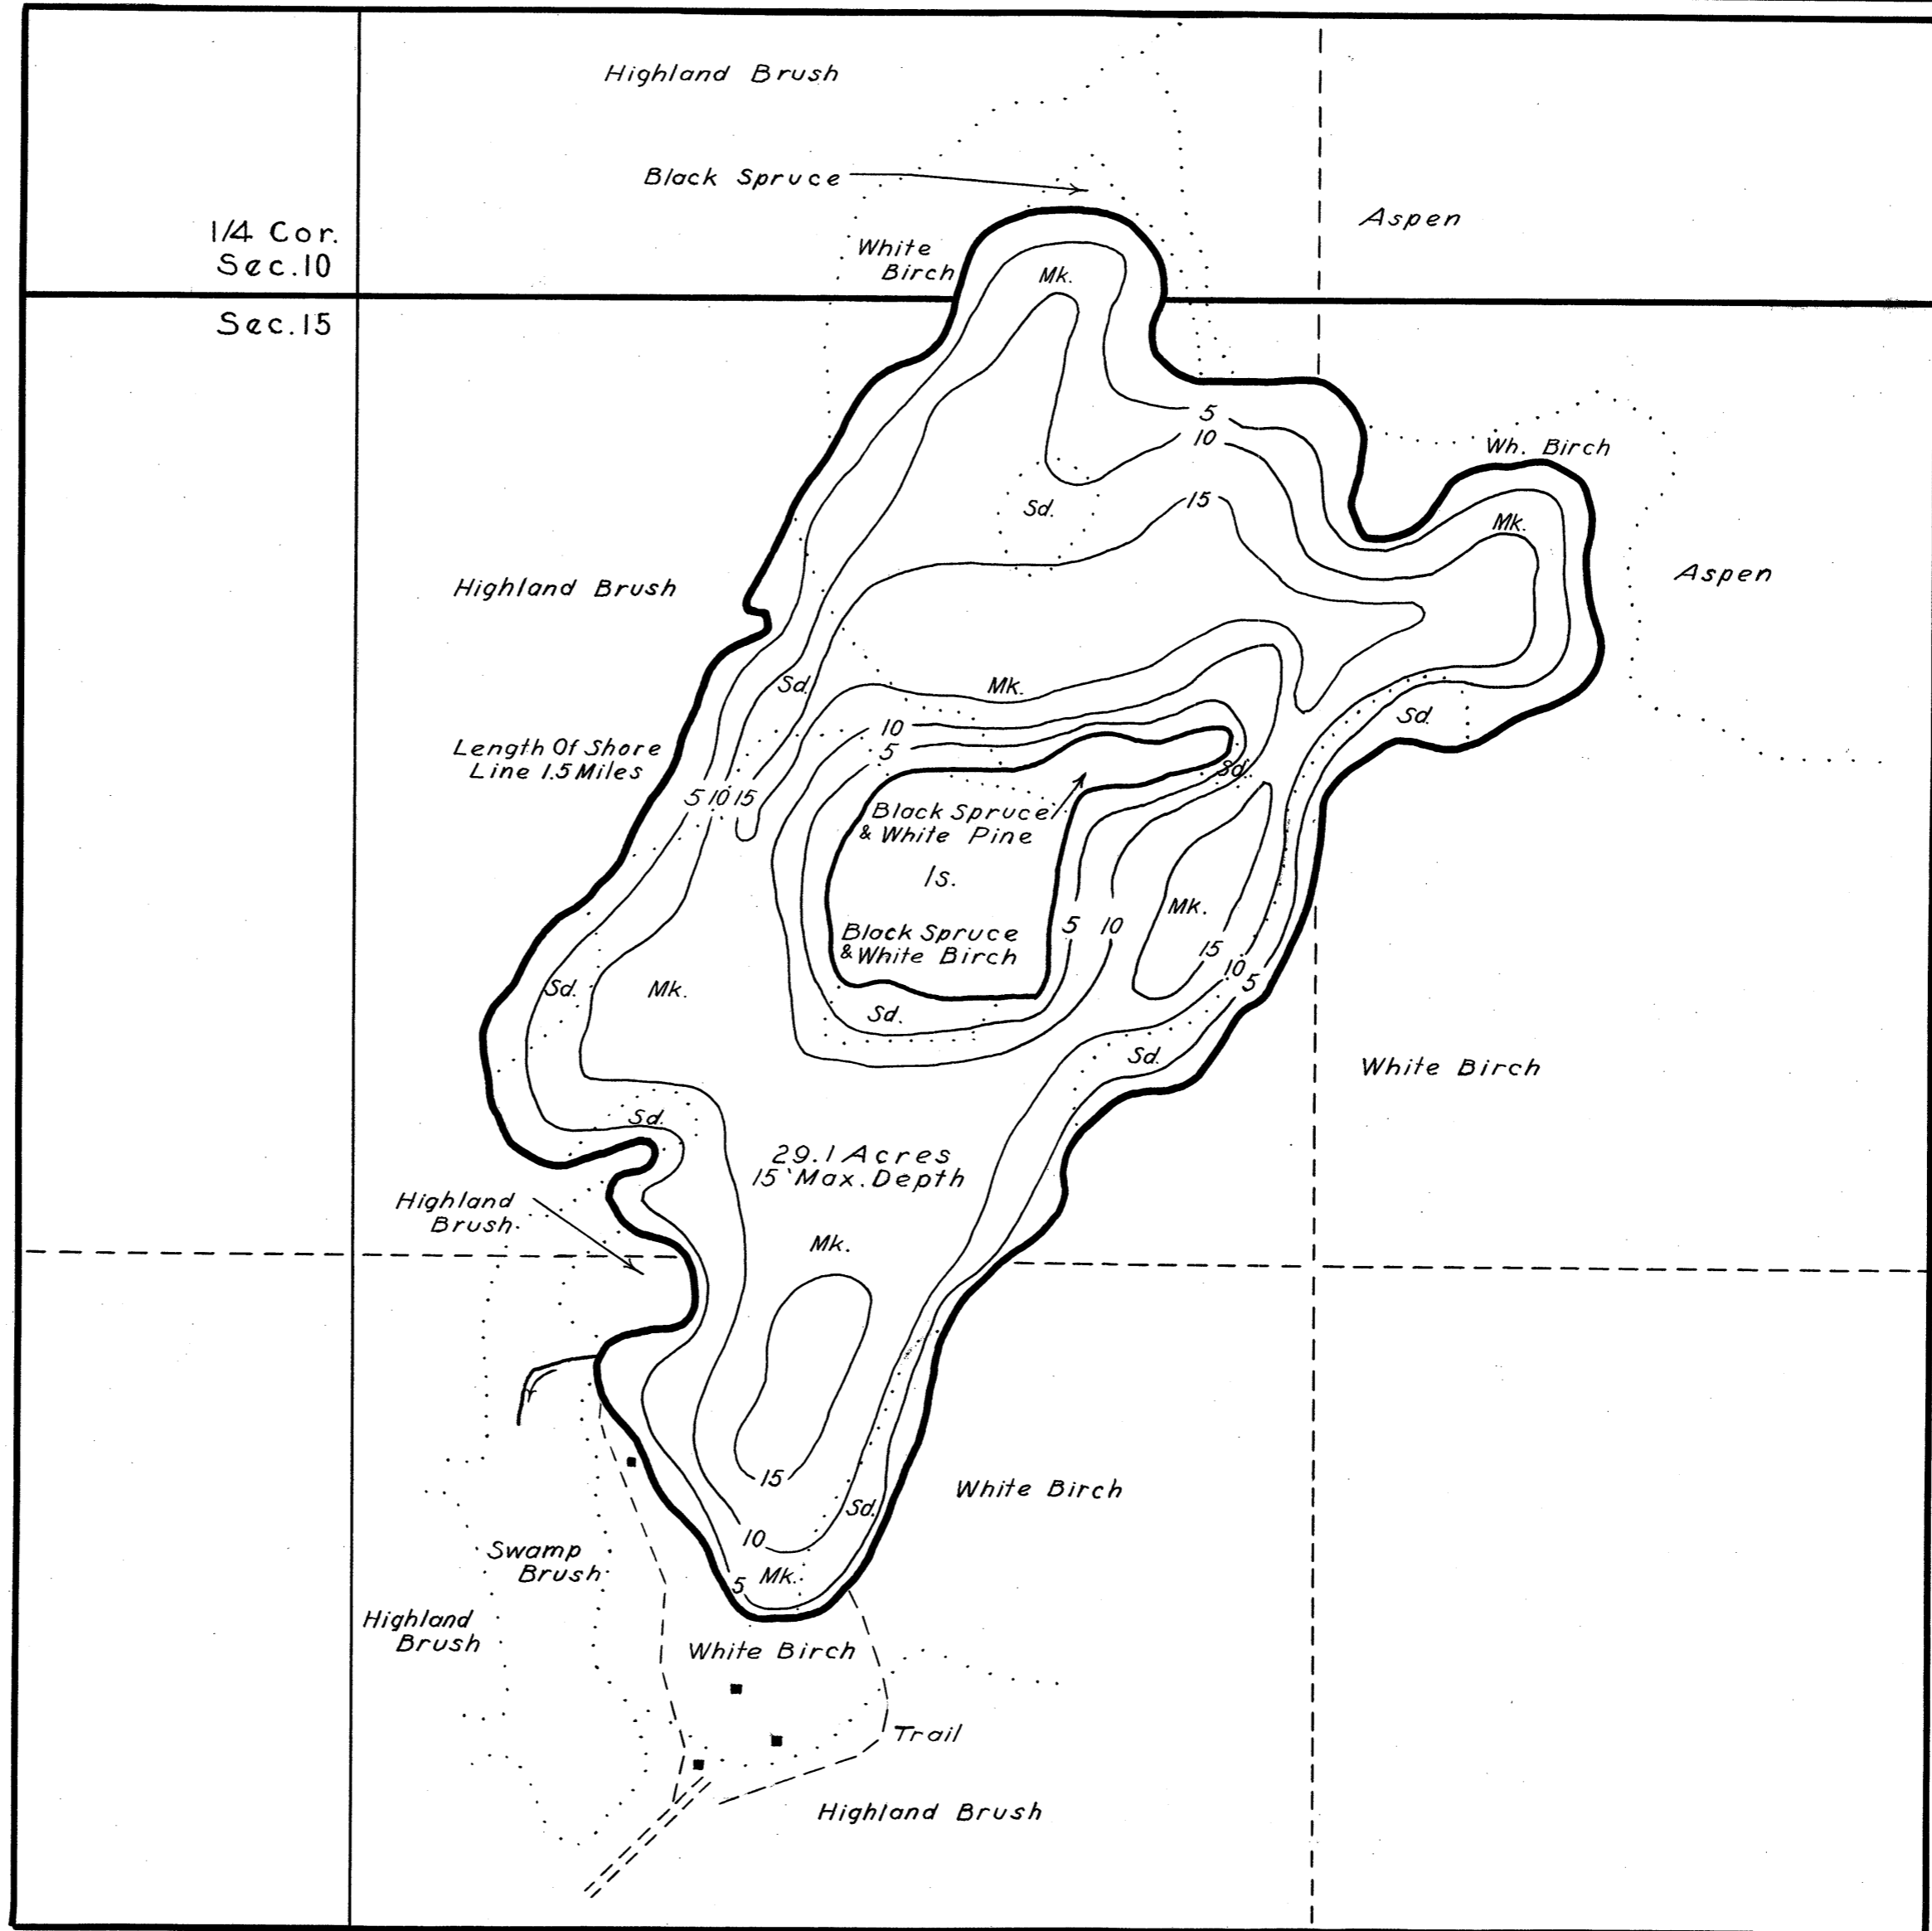 Highland Brush
Black Spruce
Aspen
1/4 Cor.
Sec.10
White
Birch
Mk.
Sec.15
5
10
Wh. Birch
15
Sd.
Mk.
Highland Brush
Aspen
Sd.
Mk.
Sd.
10
5
Length Of Shore
Line 1.5 Miles
Sd.
5 10 15
Black Spruce
& White Pine
Is.
Mk.
5 10
Black Spruce
& White Birch
15
10
5
Sd.
Mk.
Sd.
Sd.
White Birch
Sd.
29.1 Acres
15' Max. Depth
Highland
Brush
Mk.
15
White Birch
Sd.
10
Swamp
Brush
Mk.
5
Highland
Brush
White Birch
Trail
Highland Brush